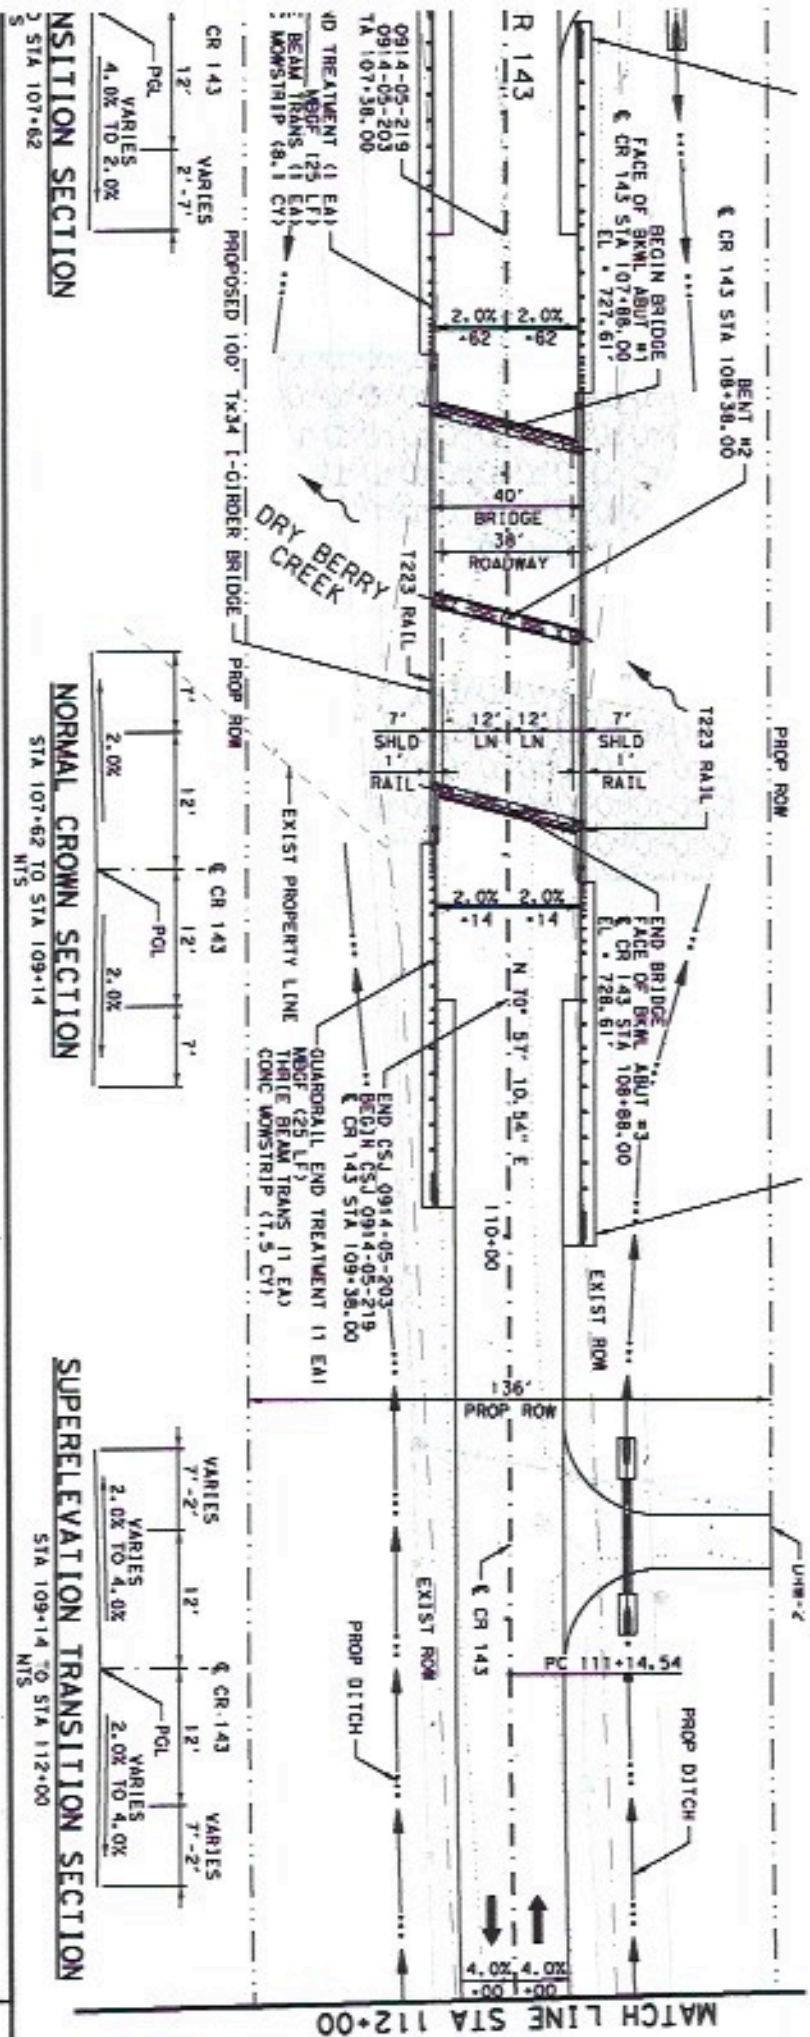 R 143
0914-05-219
0914-05-203
TA 107+38.00
ND TREATMENT (1 EA)
MBGF (25 LF)
BEAM TRANS (1 EA)
MOWSTRIP (8.1 CY)
BEGIN BRIDGE
FACE OF BKWL ABUT #1
℄ CR 143 STA 107+88.00
EL = 727.61'
BENT #2
℄ CR 143 STA 108+38.00
2.0% 2.0%
+62 +62
40'
BRIDGE
38'
ROADWAY
DRY BERRY
CREEK
T223 RAIL
T223 RAIL
PROPOSED 100' Tx34 I-GIRDER BRIDGE
PROP ROW
PROP ROW
7' 12' 12' 7'
SHLD LN LN SHLD
1' 1'
RAIL RAIL
EXIST PROPERTY LINE
2.0% 2.0%
+14 +14
END BRIDGE
FACE OF BKWL ABUT #3
℄ CR 143 STA 108+88.00
EL = 728.61'
N 70° 57' 10.54" E
END CSJ 0914-05-203
BEGIN CSJ 0914-05-219
℄ CR 143 STA 109+38.00
GUARDRAIL END TREATMENT (1 EA)
MBGF (25 LF)
THRIE BEAM TRANS (1 EA)
CONC MOWSTRIP (7.5 CY)
110+00
EXIST ROW
136'
PROP ROW
EXIST ROW
℄ CR 143
PC 111+14.54
PROP DITCH
PROP DITCH
4.0% 4.0%
+00 +00
MATCH LINE STA 112+00
CR 143
12'
VARIES
2'-7'
PGL
VARIES
4.0% TO 2.0%
NSITION SECTION
STA 107+62
S
7' 12' ℄ CR 143 12' 7'
PGL
2.0% 2.0%
NORMAL CROWN SECTION
STA 107+62 TO STA 109+14
NTS
VARIES
7'-2'
12'
℄ CR 143
12'
VARIES
7'-2'
PGL
VARIES
2.0% TO 4.0%
VARIES
2.0% TO 4.0%
SUPERELEVATION TRANSITION SECTION
STA 109+14 TO STA 112+00
NTS